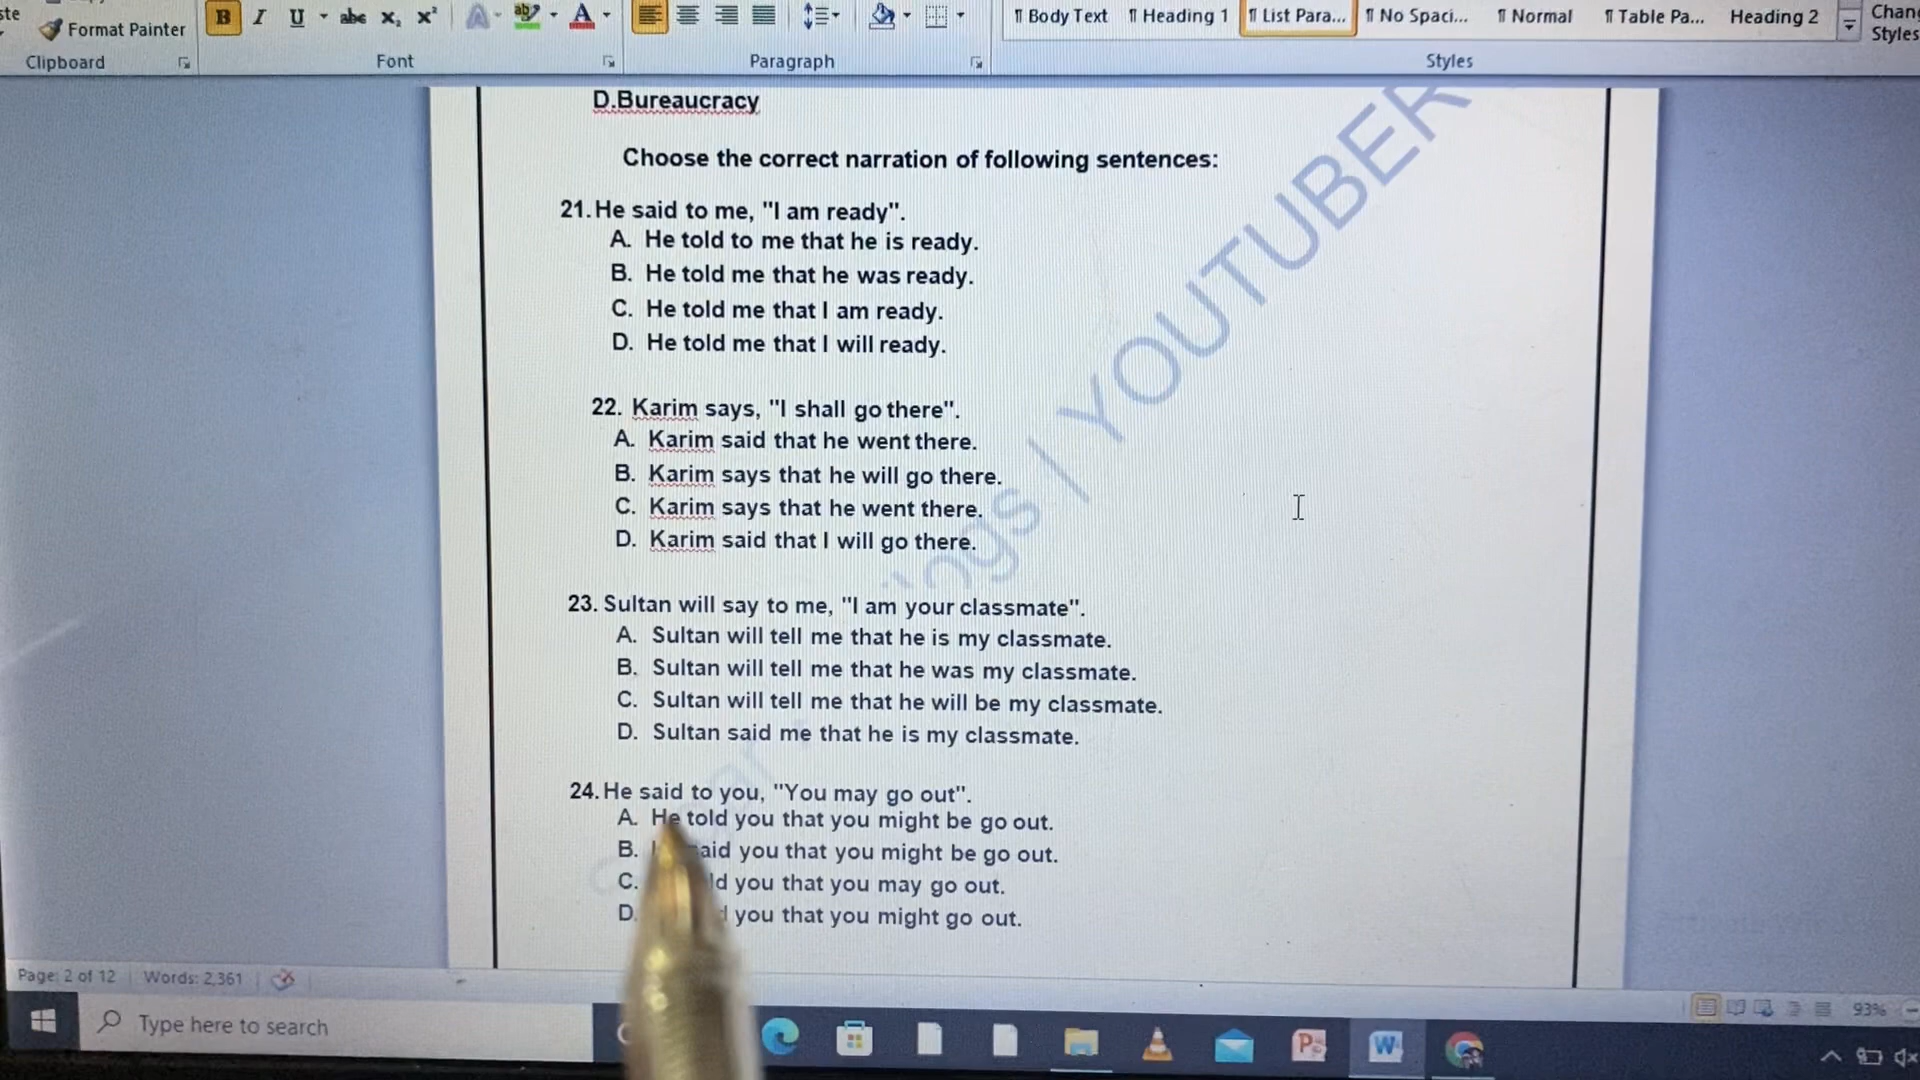 ste
Format Painter
B I U abc x₂ x² A ab A
¶ Body Text ¶ Heading 1 ¶ List Para... ¶ No Spaci... ¶ Normal ¶ Table Pa... Heading 2
Styles
Clipboard Font Paragraph Styles
D.Bureaucracy
Choose the correct narration of following sentences:
21. He said to me, "I am ready".
A. He told to me that he is ready.
B. He told me that he was ready.
C. He told me that I am ready.
D. He told me that I will ready.
22. Karim says, "I shall go there".
A. Karim said that he went there.
B. Karim says that he will go there.
C. Karim says that he went there.
D. Karim said that I will go there.
23. Sultan will say to me, "I am your classmate".
A. Sultan will tell me that he is my classmate.
B. Sultan will tell me that he was my classmate.
C. Sultan will tell me that he will be my classmate.
D. Sultan said me that he is my classmate.
24. He said to you, "You may go out".
A. He told you that you might be go out.
B. you that you might be go out.
C. you that you may go out.
D. you that you might go out.
| YOUTUBER
Page: 2 of 12 Words: 2,361
93%
Type here to search